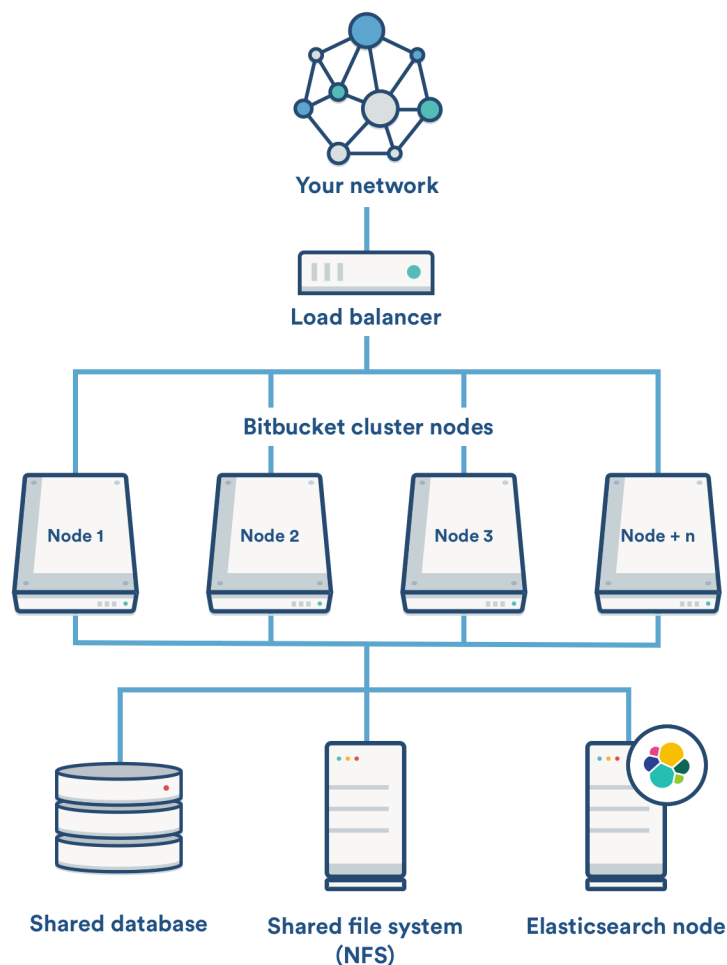 Your network
Load balancer
Bitbucket cluster nodes
Node 1
Node 2
Node 3
Node + n
Shared database
Shared file system
(NFS)
Elasticsearch node